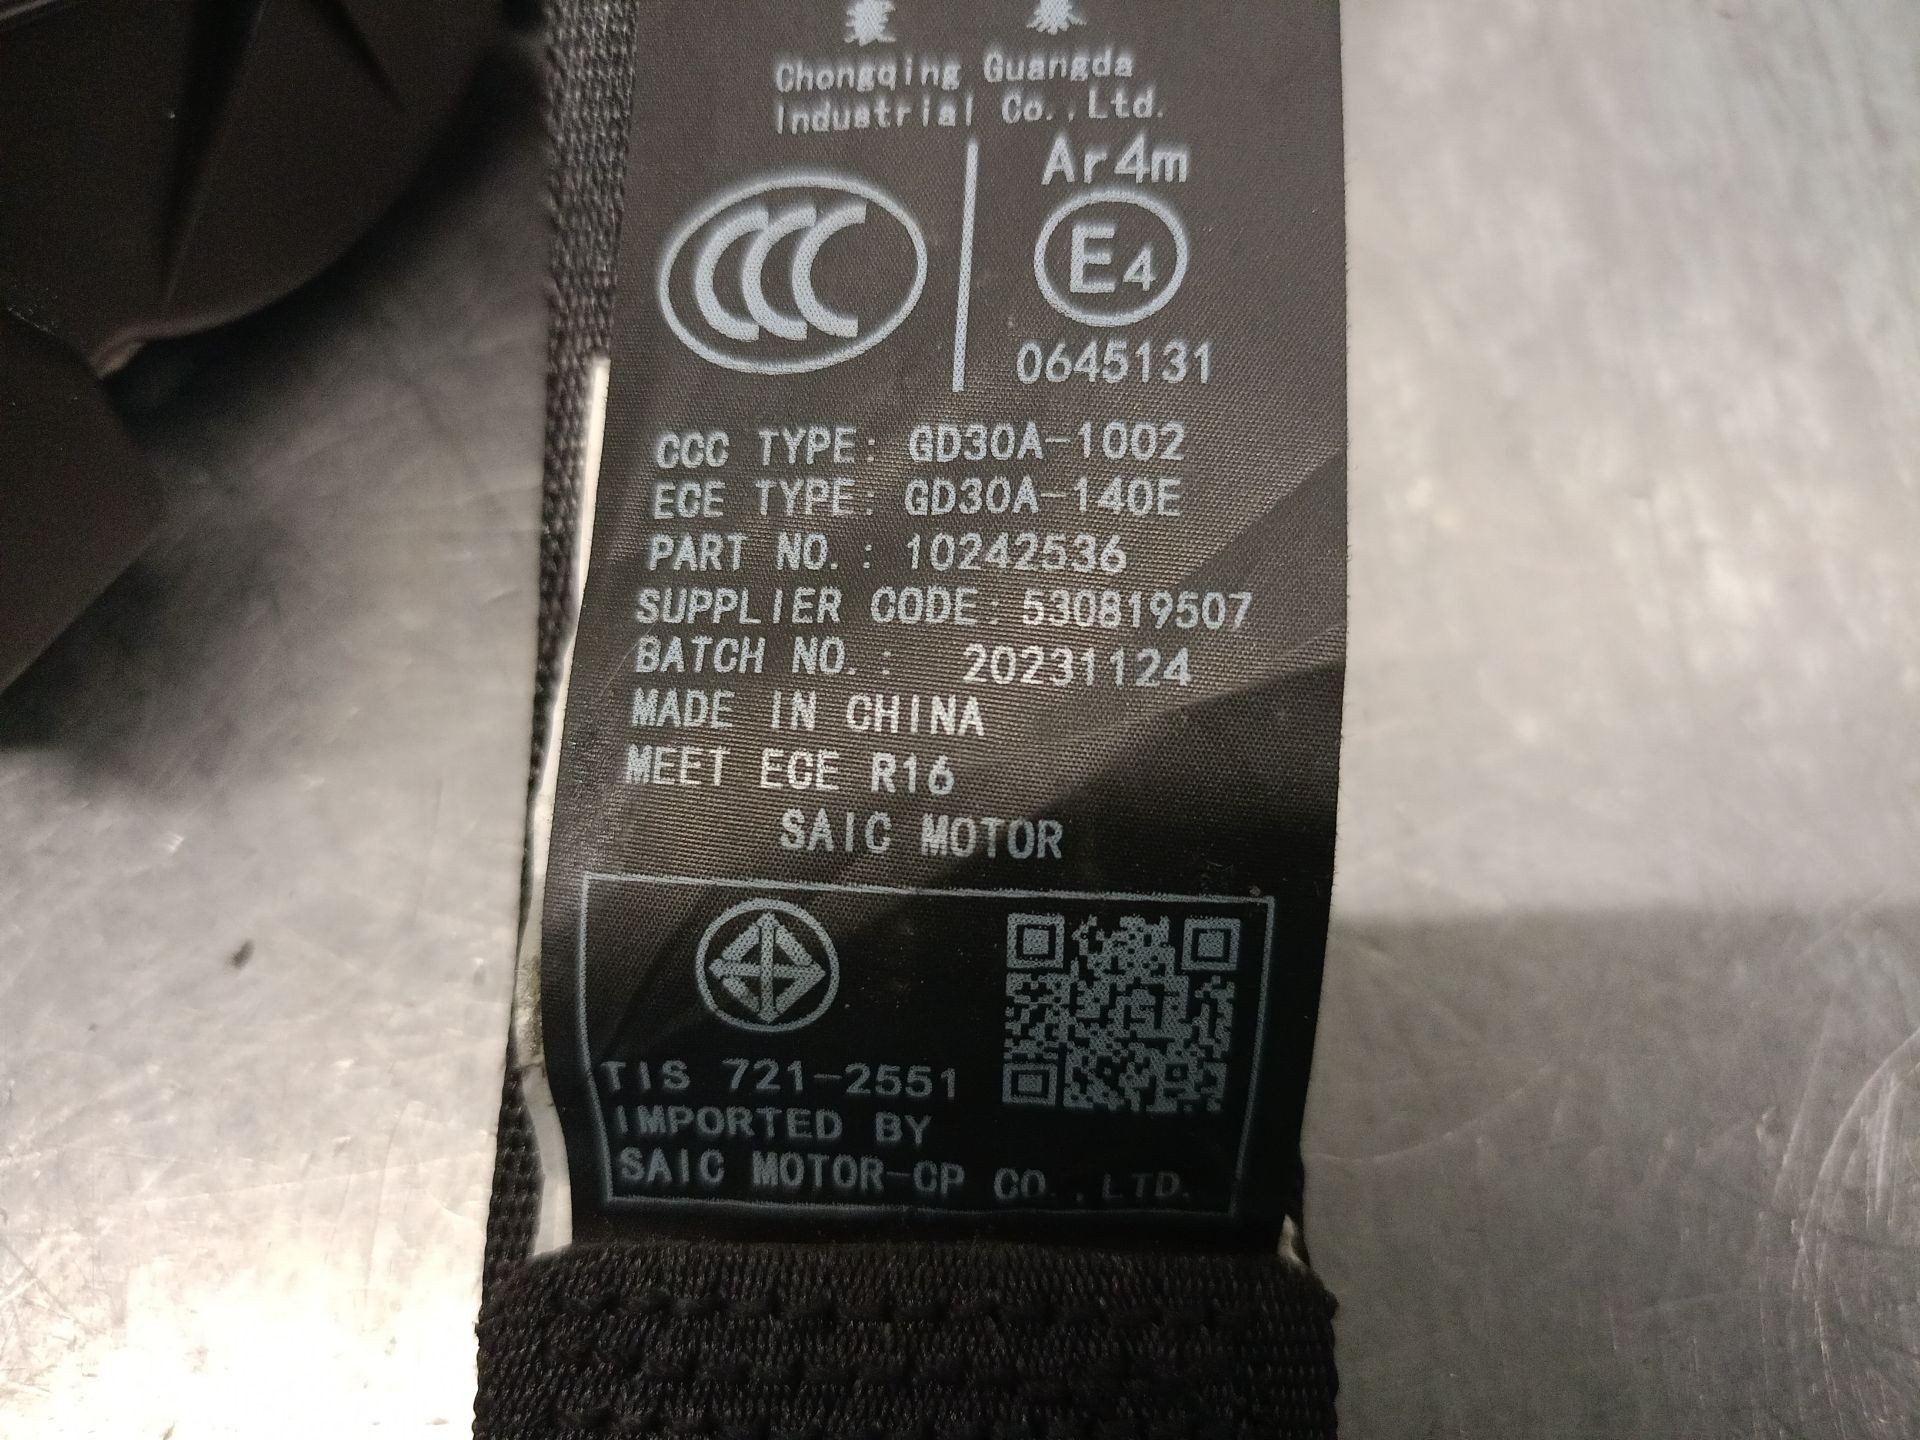 Chongqing Guangda
Industrial Co.,Ltd.
CCC
Ar4m
E4
0645131
CCC TYPE: GD30A-1002
ECE TYPE: GD30A-140E
PART NO.: 10242536
SUPPLIER CODE: 530819507
BATCH NO.: 20231124
MADE IN CHINA
MEET ECE R16
SAIC MOTOR
TIS 721-2551
IMPORTED BY
SAIC MOTOR-CP CO.,LTD.